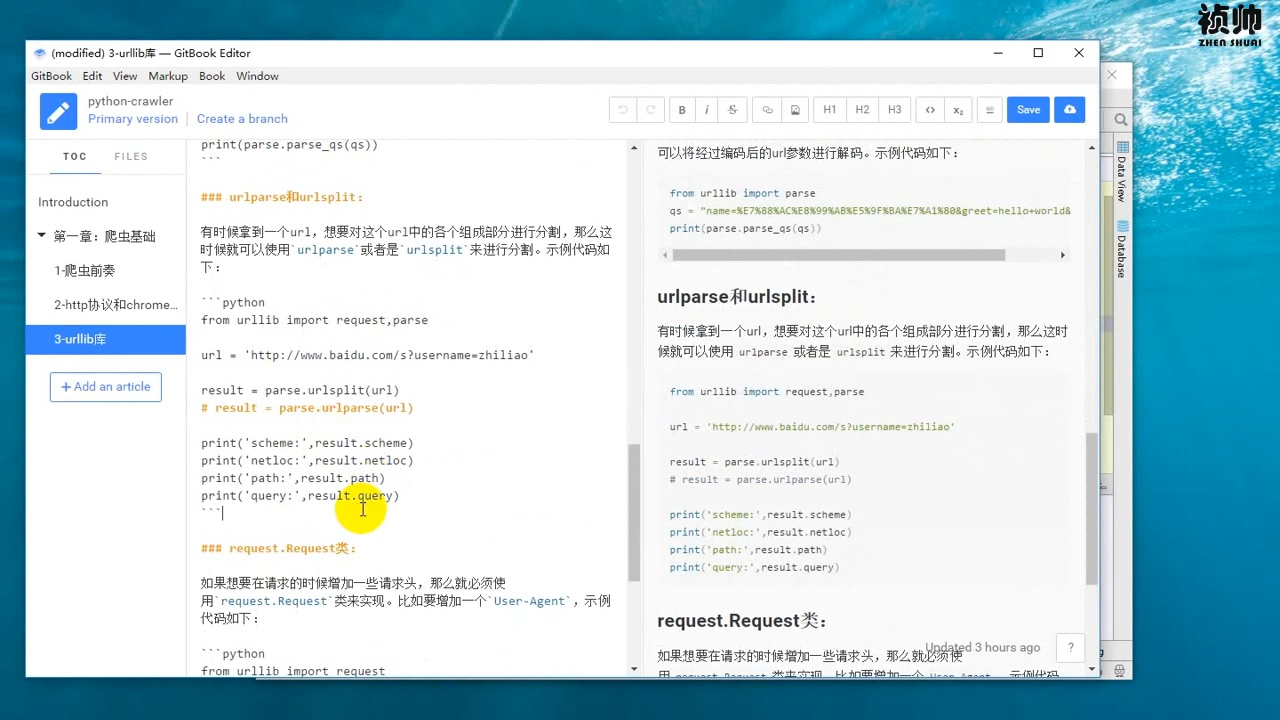 祯帅
ZHEN SHUAI
(modified) 3-urllib库 — GitBook Editor
GitBook Edit View Markup Book Window
python-crawler
Primary version Create a branch
B i S H1 H2 H3 <> x₂ Save
TOC FILES
Introduction
第一章：爬虫基础
1-爬虫前奏
2-http协议和chrome...
3-urllib库
+ Add an article
print(parse.parse_qs(qs))
```
### urlparse和urlsplit：
有时候拿到一个url，想要对这个url中的各个组成部分进行分割，那么这
时候就可以使用`urlparse`或者是`urlsplit`来进行分割。示例代码如
下：
```python
from urllib import request,parse
url = 'http://www.baidu.com/s?username=zhiliao'
result = parse.urlsplit(url)
# result = parse.urlparse(url)
print('scheme:',result.scheme)
print('netloc:',result.netloc)
print('path:',result.path)
print('query:',result.query)
```
### request.Request类：
如果想要在请求的时候增加一些请求头，那么就必须使
用`request.Request`类来实现。比如要增加一个`User-Agent`，示例
代码如下：
```python
from urllib import request
可以将经过编码后的url参数进行解码。示例代码如下：
from urllib import parse
qs = "name=%E7%88%AC%E8%99%AB%E5%9F%BA%E7%A1%80&greet=hello+world&
print(parse.parse_qs(qs))
urlparse和urlsplit：
有时候拿到一个url，想要对这个url中的各个组成部分进行分割，那么这时
候就可以使用 urlparse 或者是 urlsplit 来进行分割。示例代码如下：
from urllib import request,parse
url = 'http://www.baidu.com/s?username=zhiliao'
result = parse.urlsplit(url)
# result = parse.urlparse(url)
print('scheme:',result.scheme)
print('netloc:',result.netloc)
print('path:',result.path)
print('query:',result.query)
request.Request类：
Updated 3 hours ago ?
如果想要在请求的时候增加一些请求头，那么就必须使
用 request.Request 类来实现。比如要增加一个 User-Agent ，示例代码
Data View
Database